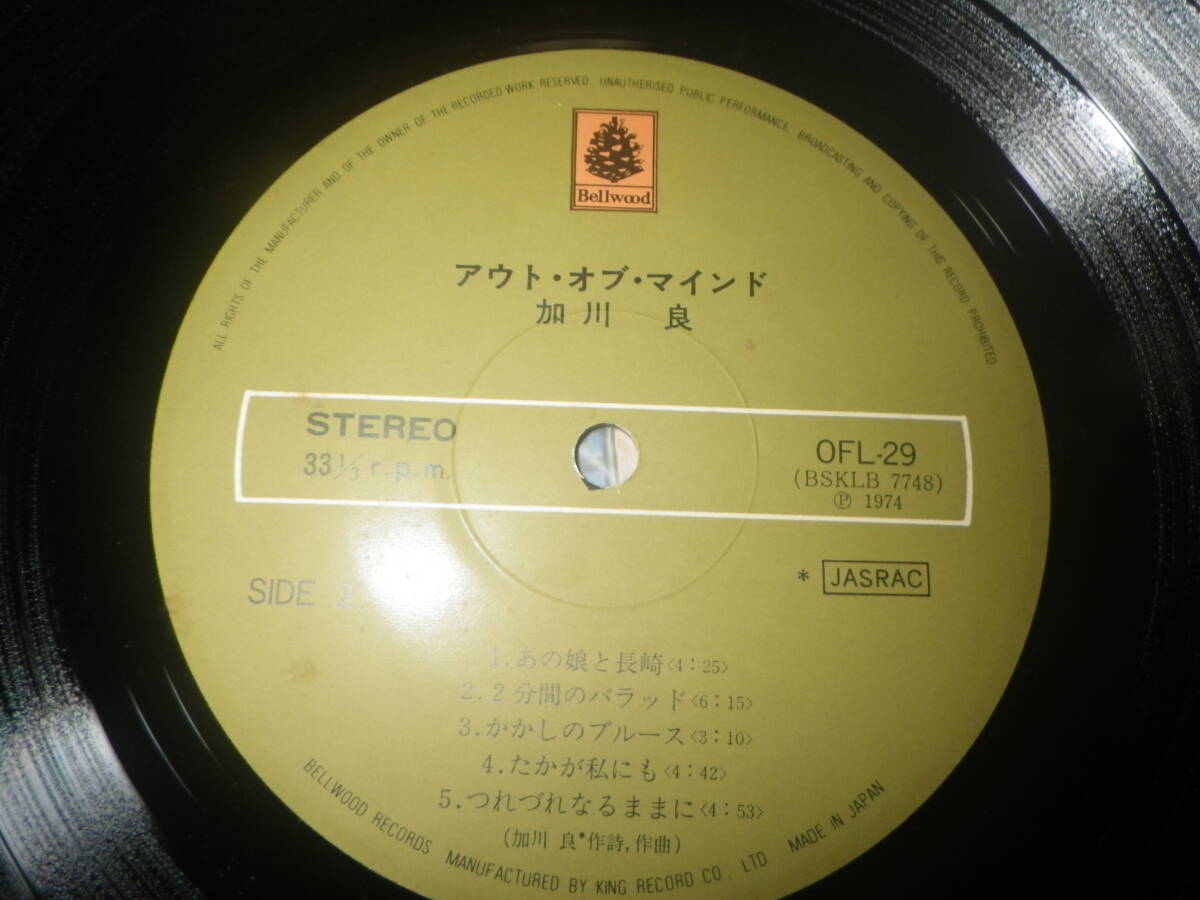 ALL RIGHTS OF THE MANUFACTURER AND OF THE OWNER OF THE RECORDED WORK RESERVED. UNAUTHORISED PUBLIC PERFORMANCE, BROADCASTING AND COPYING OF THIS RECORD PROHIBITED
Bellwood
アウト・オブ・マインド
加川 良
STEREO
33 1/3 r.p.m.
OFL-29
(BSKLB 7748)
Ⓟ 1974
SIDE 2
* JASRAC
1. あの娘と長崎〈4:25〉
2. 2分間のバラッド〈6:15〉
3. かかしのブルース〈3:10〉
4. たかが私にも〈4:42〉
5. つれづれなるままに〈4:53〉
(加川 良*作詩,作曲)
BELLWOOD RECORDS MANUFACTURED BY KING RECORD CO., LTD MADE IN JAPAN